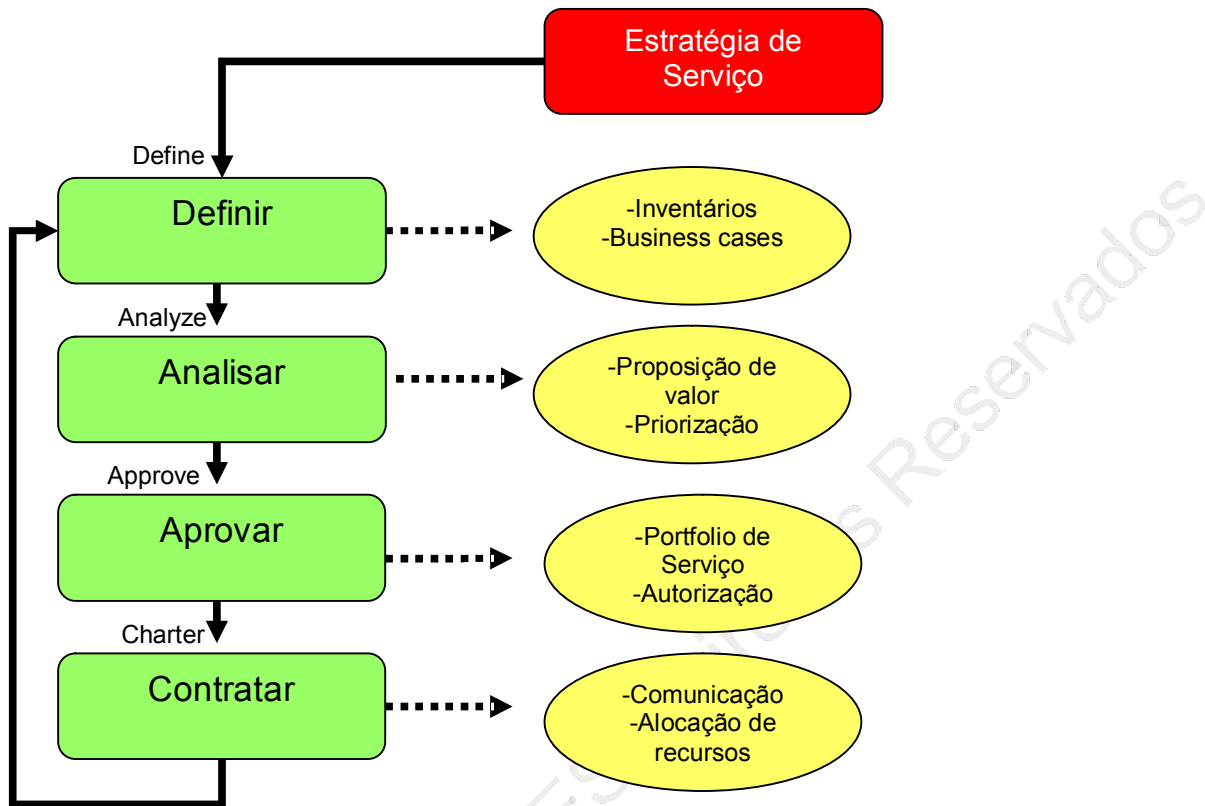 Estratégia de
Serviço
Define
Definir
-Inventários
-Business cases
Analyze
Analisar
-Proposição de
valor
-Priorização
Approve
Aprovar
-Portfolio de
Serviço
-Autorização
Charter
Contratar
-Comunicação
-Alocação de
recursos
Reservados